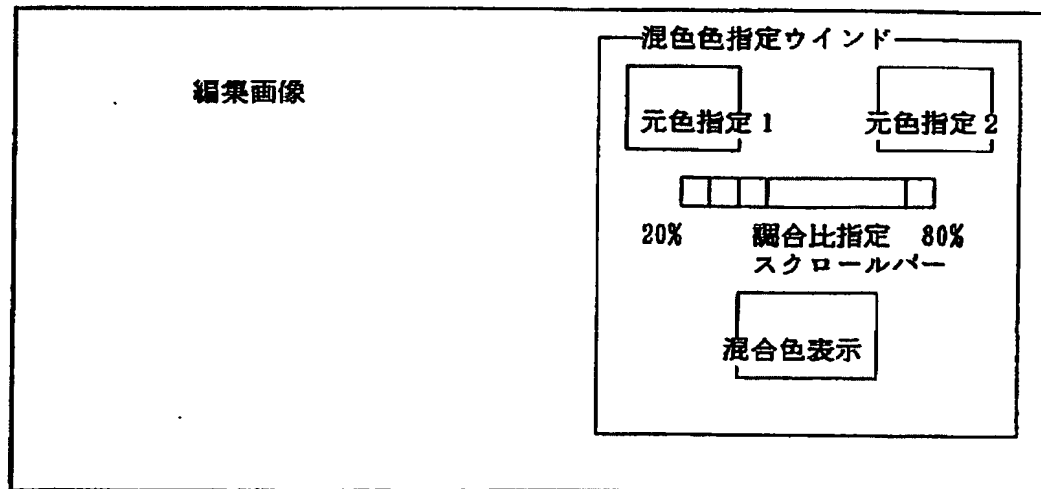 混色色指定ウインド
編集画像
元色指定1
元色指定2
20% 調合比指定 80%
スクロールバー
混合色表示